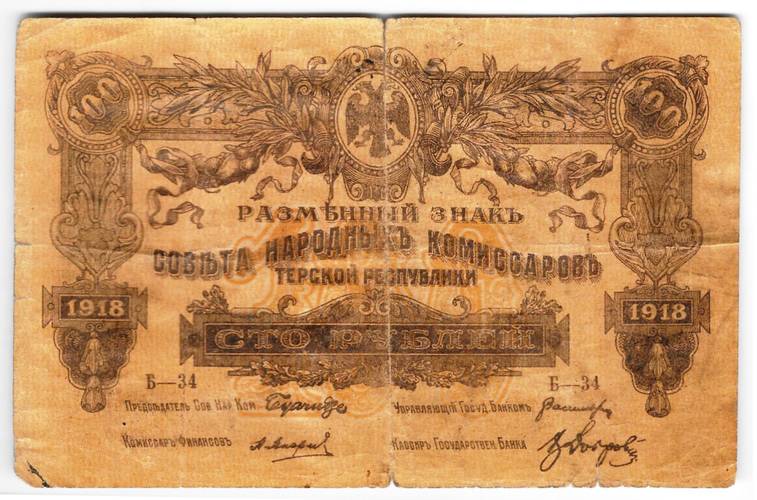 100 100
РАЗМѢННЫЙ ЗНАКЪ
СОВѢТА НАРОДНЫХЪ КОМИССАРОВЪ
ТЕРСКОЙ РЕСПУБЛИКИ
1918 1918
СТО РУБЛЕЙ
Б—34 Б—34
ПРЕДСѢДАТЕЛЬ СОВ. НАР. КОМ. УПРАВЛЯЮЩІЙ ГОСУД. БАНКОМЪ
КОМИССАРЪ ФИНАНСОВЪ КАССИРЪ ГОСУДАРСТВЕН. БАНКА